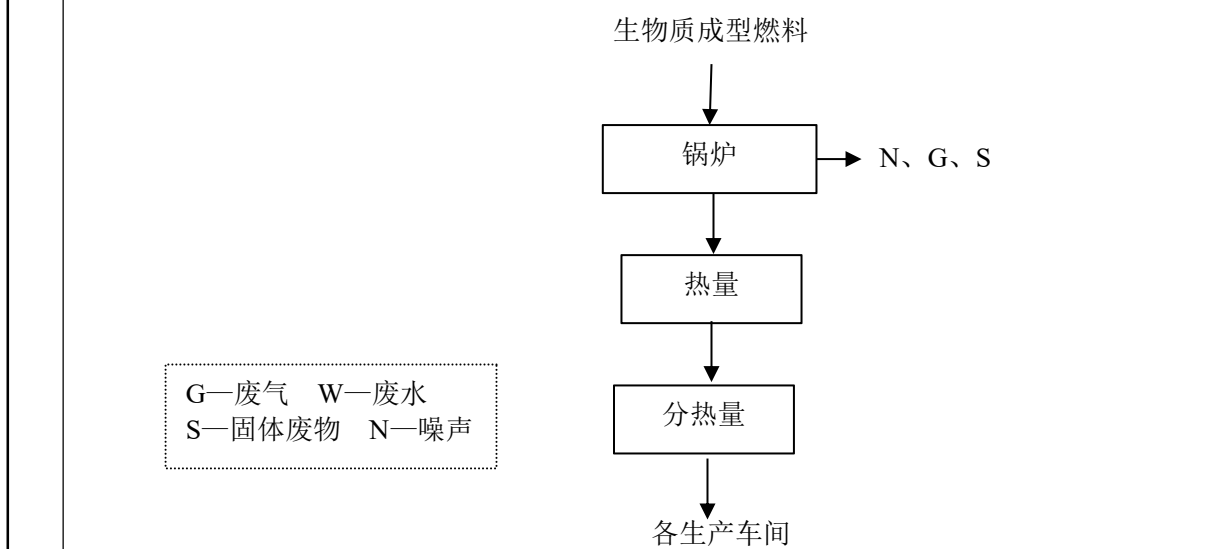 生物质成型燃料
锅炉
N、G、S
热量
G—废气 W—废水
S—固体废物 N—噪声
分热量
各生产车间